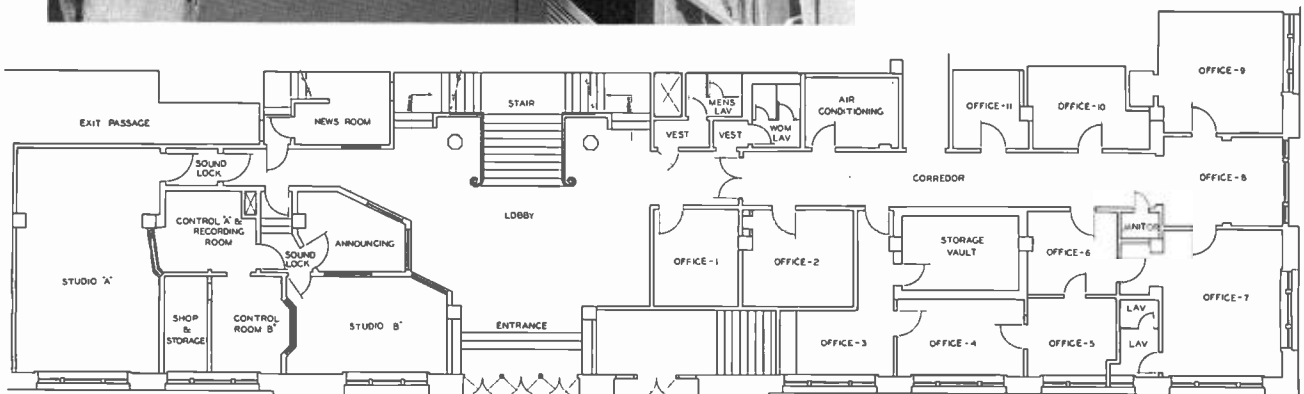 OFFICE-9
STAIR
MENS
LAV
AIR
CONDITIONING
OFFICE-11
OFFICE-10
EXIT PASSAGE
NEWS ROOM
VEST
VEST
WOM
LAV
SOUND
LOCK
CORREDOR
OFFICE-8
LOBBY
CONTROL "A" &
RECORDING
ROOM
ANNOUNCING
SOUND
LOCK
JANITOR
STORAGE
VAULT
OFFICE-1
OFFICE-2
OFFICE-6
STUDIO "A"
OFFICE-7
SHOP
&
STORAGE
CONTROL
ROOM B"
STUDIO B"
ENTRANCE
LAV
LAV
OFFICE-3
OFFICE-4
OFFICE-5